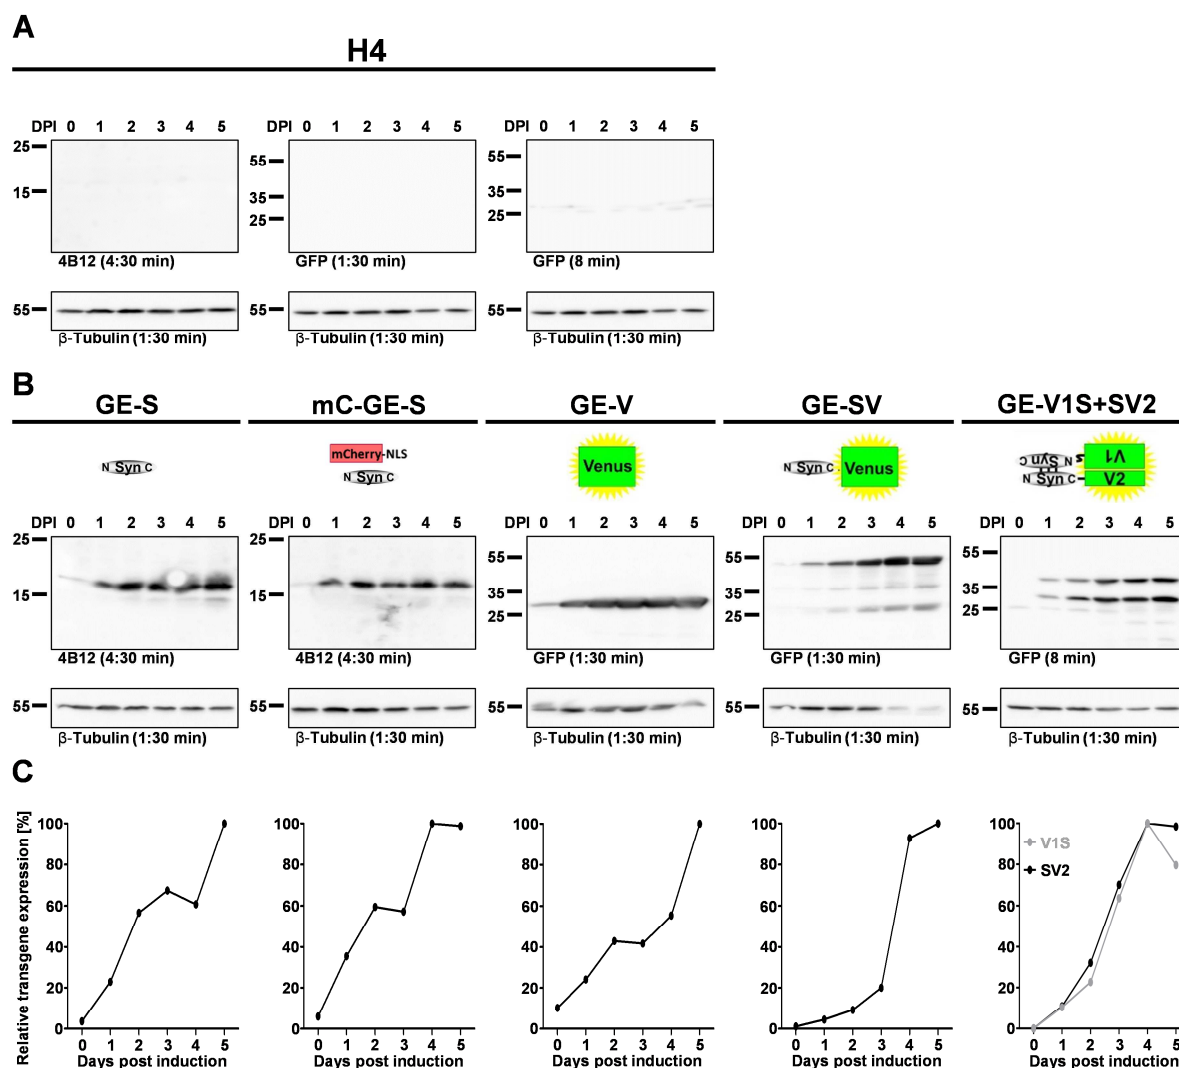 A
H4
DPI 0 1 2 3 4 5 DPI 0 1 2 3 4 5 DPI 0 1 2 3 4 5
25 15 55 35 25 55 35 25
4B12 (4:30 min) GFP (1:30 min) GFP (8 min)
55 55 55
β-Tubulin (1:30 min) β-Tubulin (1:30 min) β-Tubulin (1:30 min)
B
GE-S mC-GE-S GE-V GE-SV GE-V1S+SV2
N Syn C
mCherry-NLS
N Syn C
Venus
N Syn C Venus
N Syn C V1
N Syn C V2
DPI 0 1 2 3 4 5 DPI 0 1 2 3 4 5 DPI 0 1 2 3 4 5 DPI 0 1 2 3 4 5 DPI 0 1 2 3 4 5
25 15 25 15 55 35 25 55 35 25 55 40 25
4B12 (4:30 min) 4B12 (4:30 min) GFP (1:30 min) GFP (1:30 min) GFP (8 min)
55 55 55 55 55
β-Tubulin (1:30 min) β-Tubulin (1:30 min) β-Tubulin (1:30 min) β-Tubulin (1:30 min) β-Tubulin (1:30 min)
C
Relative transgene expression [%]
100 100 100 100 100
V1S
80 80 80 80 80
SV2
60 60 60 60 60
40 40 40 40 40
20 20 20 20 20
0 0 0 0 0
0 1 2 3 4 5 0 1 2 3 4 5 0 1 2 3 4 5 0 1 2 3 4 5 0 1 2 3 4 5
Days post induction Days post induction Days post induction Days post induction Days post induction